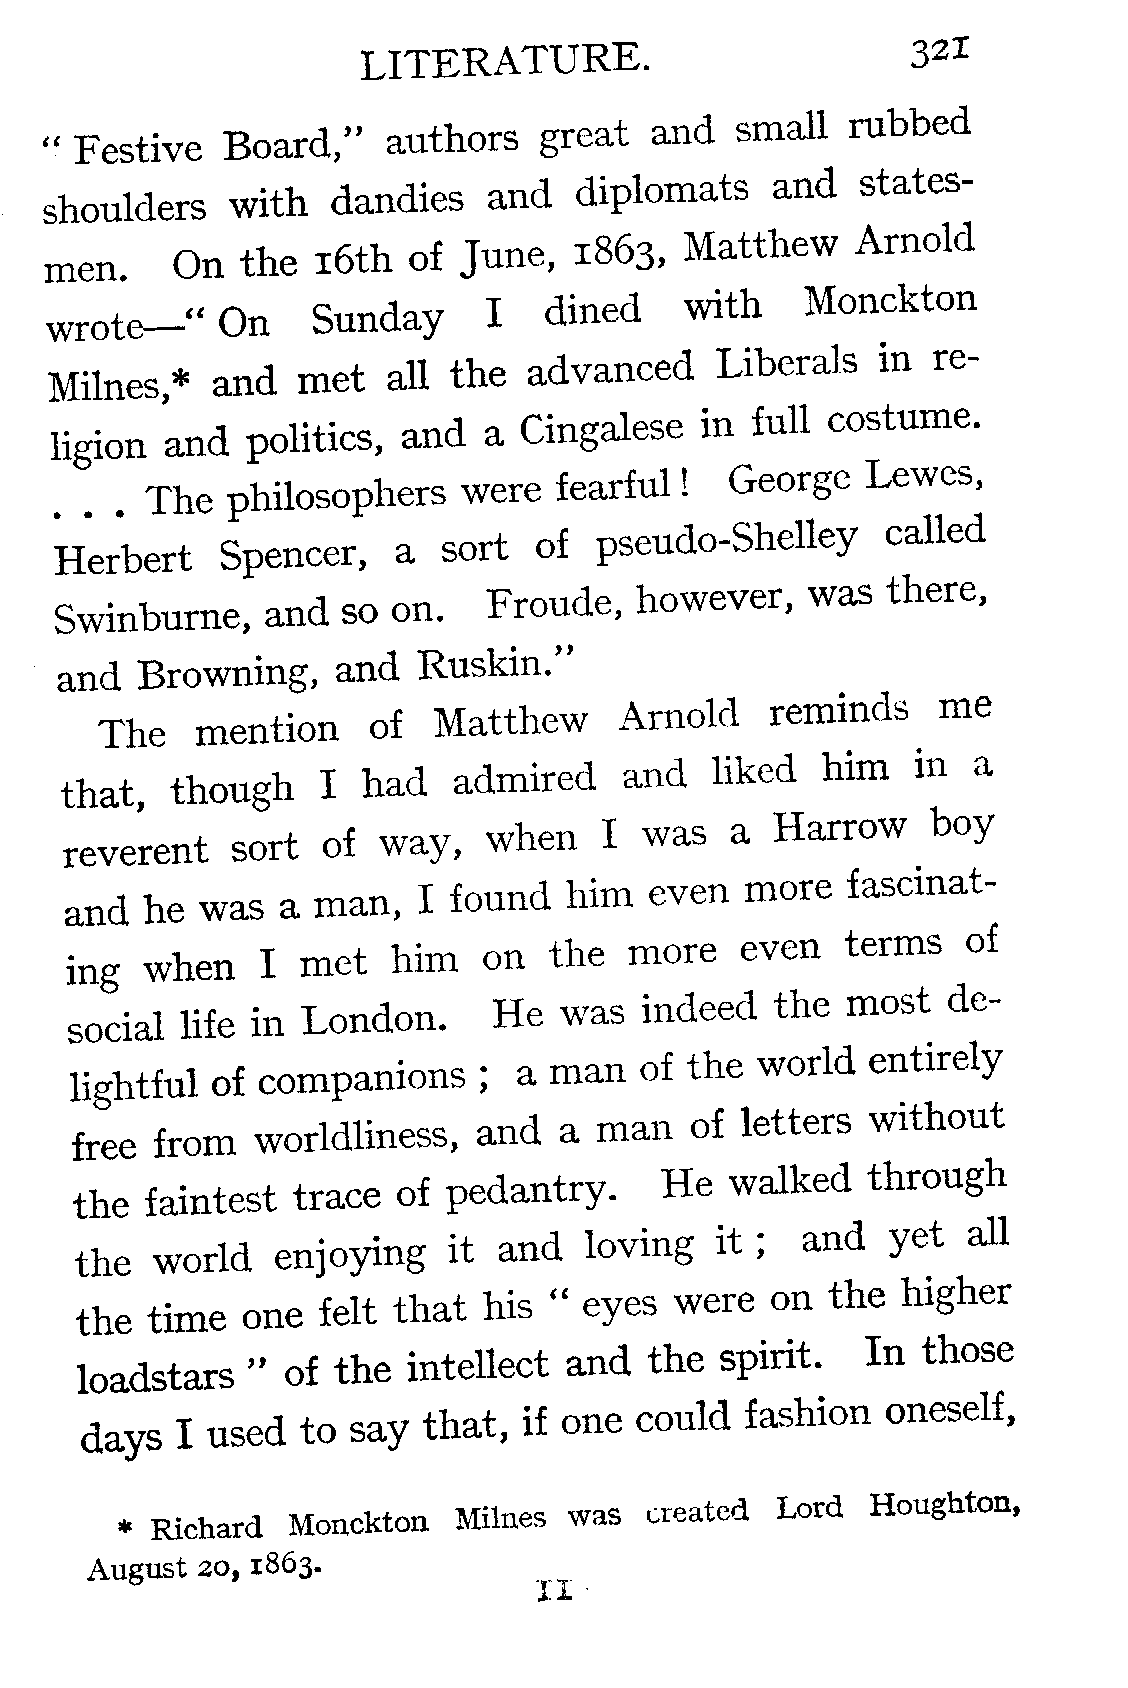 LITERATURE. 321
“ Festive Board,” authors great and small rubbed
shoulders with dandies and diplomats and states-
men. On the 16th of June, 1863, Matthew Arnold
wrote—“ On Sunday I dined with Monckton
Milnes,* and met all the advanced Liberals in re-
ligion and politics, and a Cingalese in full costume.
. . . The philosophers were fearful ! George Lewes,
Herbert Spencer, a sort of pseudo-Shelley called
Swinburne, and so on. Froude, however, was there,
and Browning, and Ruskin.”
The mention of Matthew Arnold reminds me
that, though I had admired and liked him in a
reverent sort of way, when I was a Harrow boy
and he was a man, I found him even more fascinat-
ing when I met him on the more even terms of
social life in London. He was indeed the most de-
lightful of companions ; a man of the world entirely
free from worldliness, and a man of letters without
the faintest trace of pedantry. He walked through
the world enjoying it and loving it ; and yet all
the time one felt that his “ eyes were on the higher
loadstars ” of the intellect and the spirit. In those
days I used to say that, if one could fashion oneself,
* Richard Monckton Milnes was created Lord Houghton,
August 20, 1863.
11